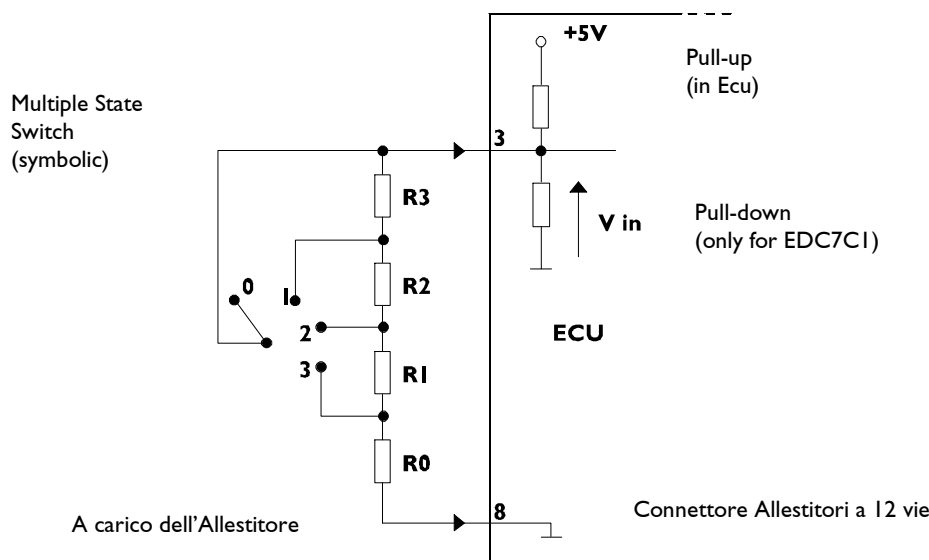 +5V
Pull-up
(in Ecu)
Multiple State
Switch
(symbolic)
3
R3
V in
Pull-down
(only for EDC7C1)
0
1
R2
2
ECU
3
R1
R0
8
A carico dell'Allestitore
Connettore Allestitori a 12 vie